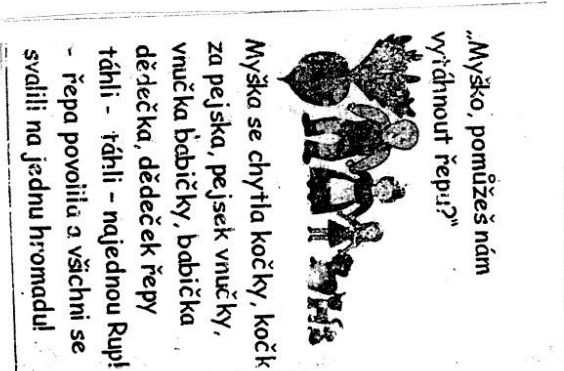 „Myško, pomůžeš nám
vytáhnout řepu?"
Myška se chytla kočky, kočk
za pejska, pejsek vnučky,
vnučka babičky, babička
dědečka, dědeček řepy
táhli - táhli - najednou Rup!
- řepa povolila a všichni se
svalili na jednu hromadu!